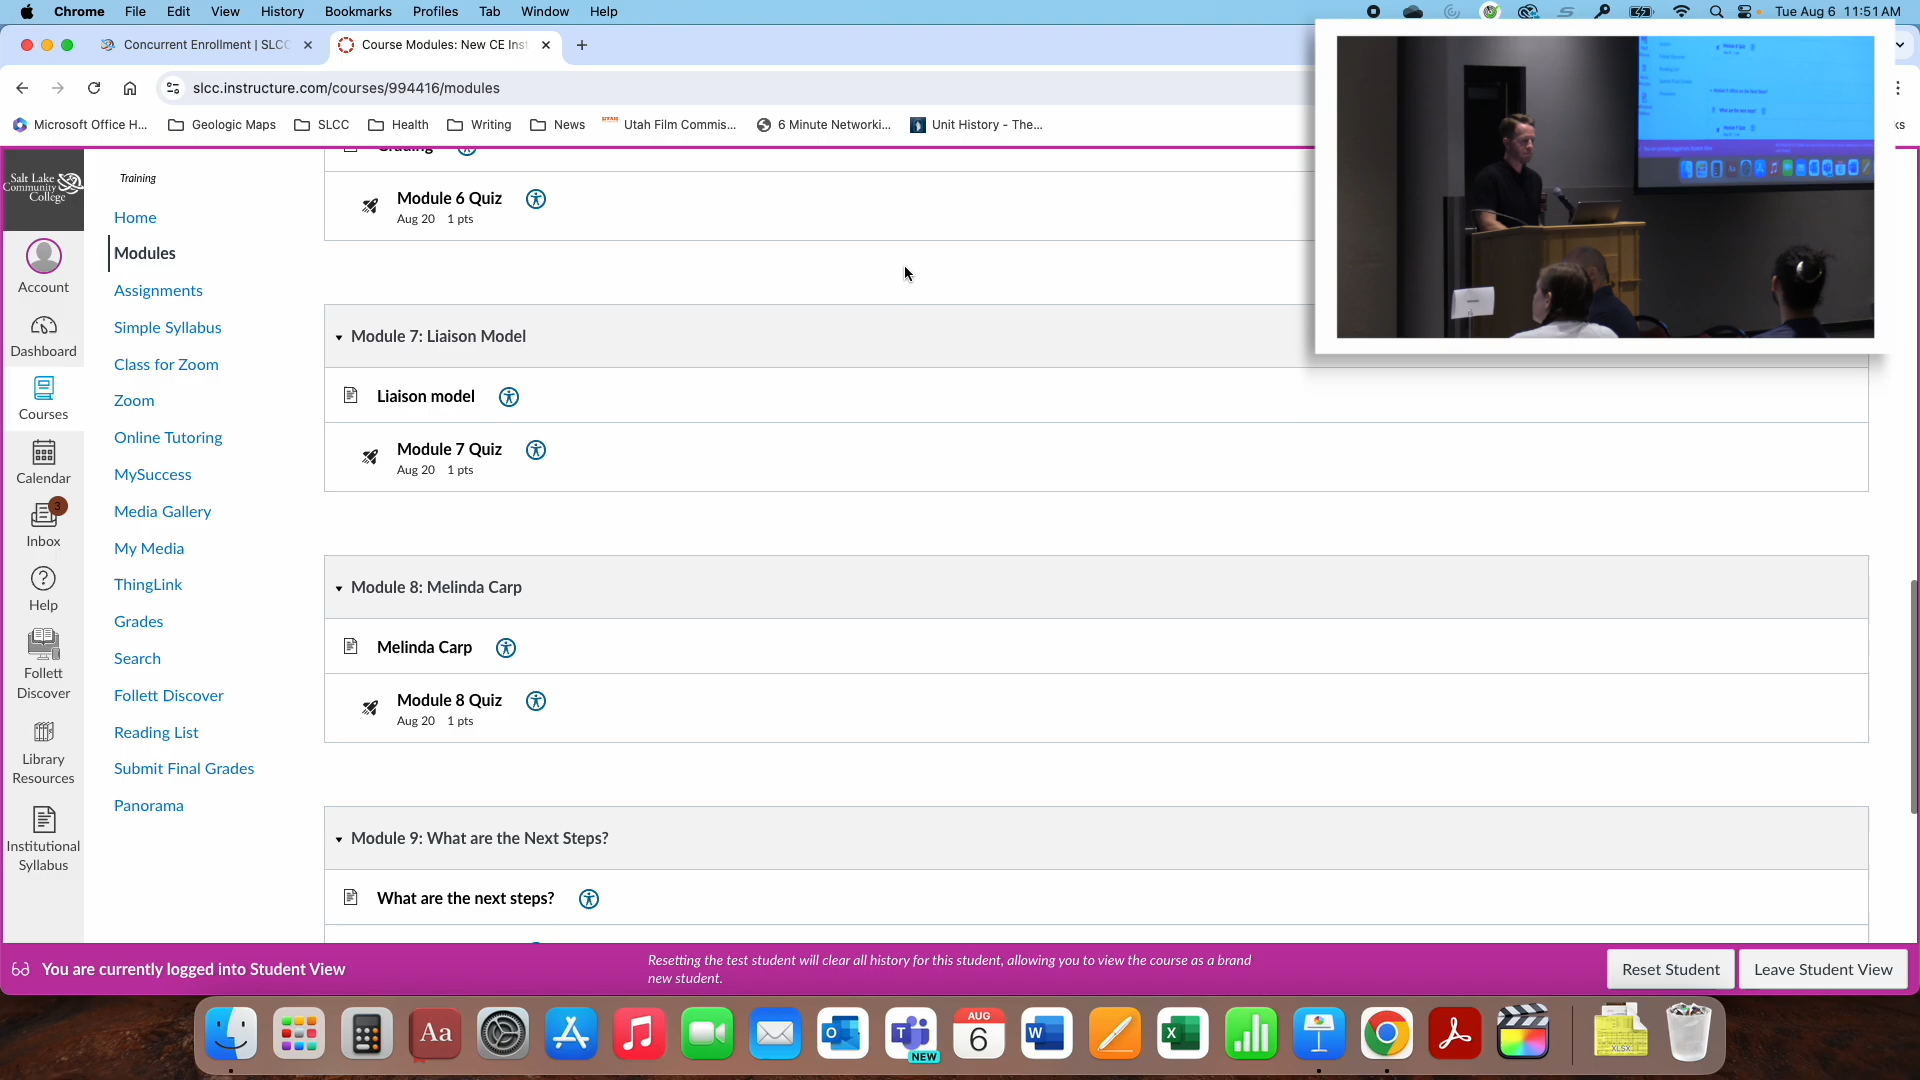 Chrome File Edit View History Bookmarks Profiles Tab Window Help
Tue Aug 6 11:51 AM
Concurrent Enrollment | SLCC
Course Modules: New CE Inst
slcc.instructure.com/courses/994416/modules
Microsoft Office H...
Geologic Maps
SLCC
Health
Writing
News
Utah Film Commis...
6 Minute Networki...
Unit History - The...
Salt Lake
Community
College
Account
Dashboard
Courses
Calendar
3
Inbox
Help
Follett
Discover
Library
Resources
Institutional
Syllabus
Training
Home
Modules
Assignments
Simple Syllabus
Class for Zoom
Zoom
Online Tutoring
MySuccess
Media Gallery
My Media
ThingLink
Grades
Search
Follett Discover
Reading List
Submit Final Grades
Panorama
Grading
Module 6 Quiz
Aug 20 1 pts
Module 7: Liaison Model
Liaison model
Module 7 Quiz
Aug 20 1 pts
Module 8: Melinda Carp
Melinda Carp
Module 8 Quiz
Aug 20 1 pts
Module 9: What are the Next Steps?
What are the next steps?
You are currently logged into Student View
Resetting the test student will clear all history for this student, allowing you to view the course as a brand
new student.
Reset Student
Leave Student View
Aa
AUG
6
NEW
XLSX